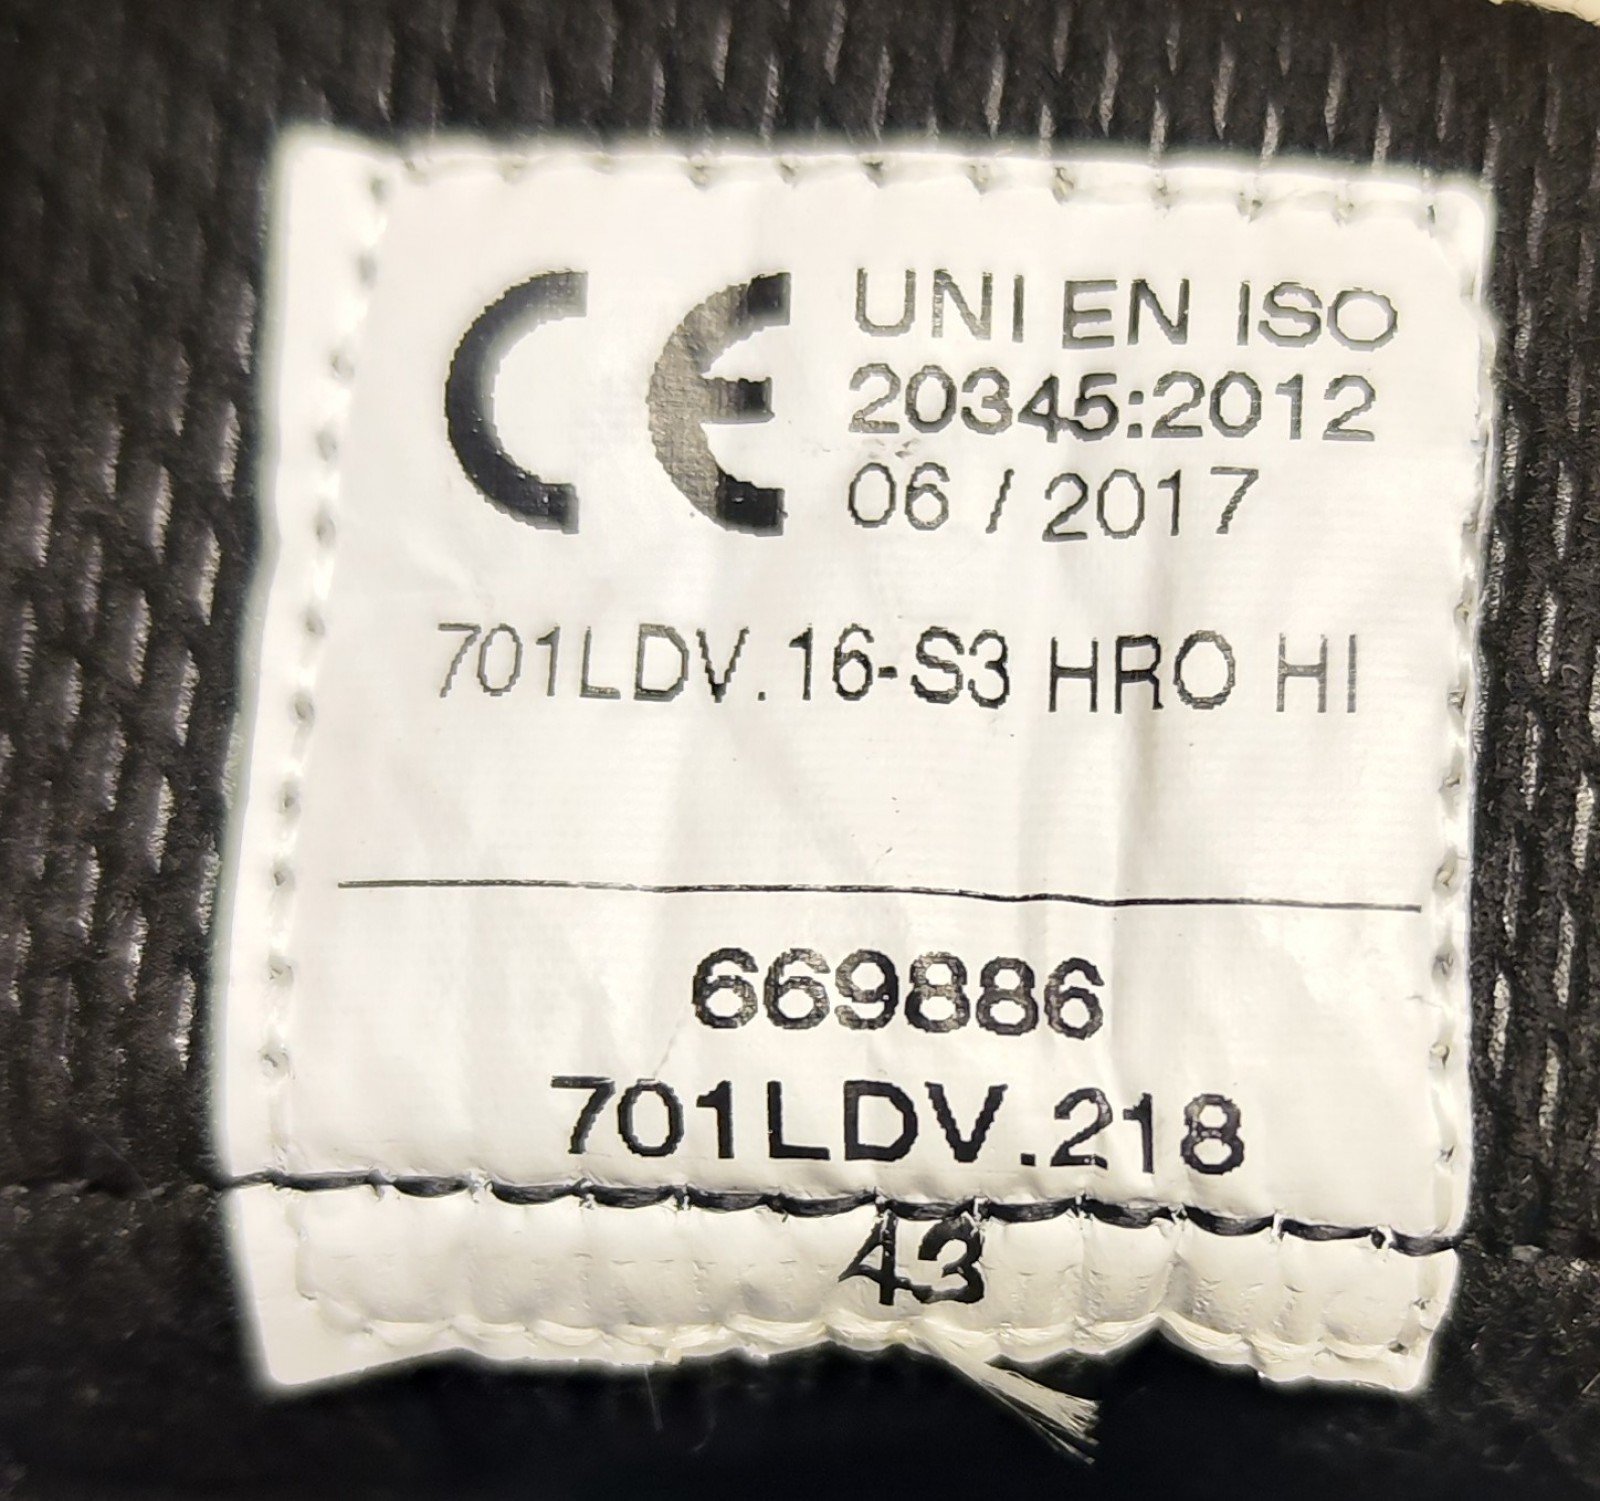 CE UNI EN ISO
20345:2012
06 / 2017
701LDV.16-S3 HRO HI
669886
701LDV.218
43